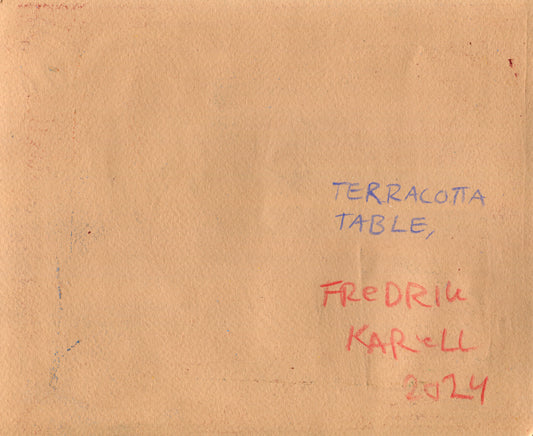 TERRACOTTA
TABLE,
FReDRIK
KARELL
2024